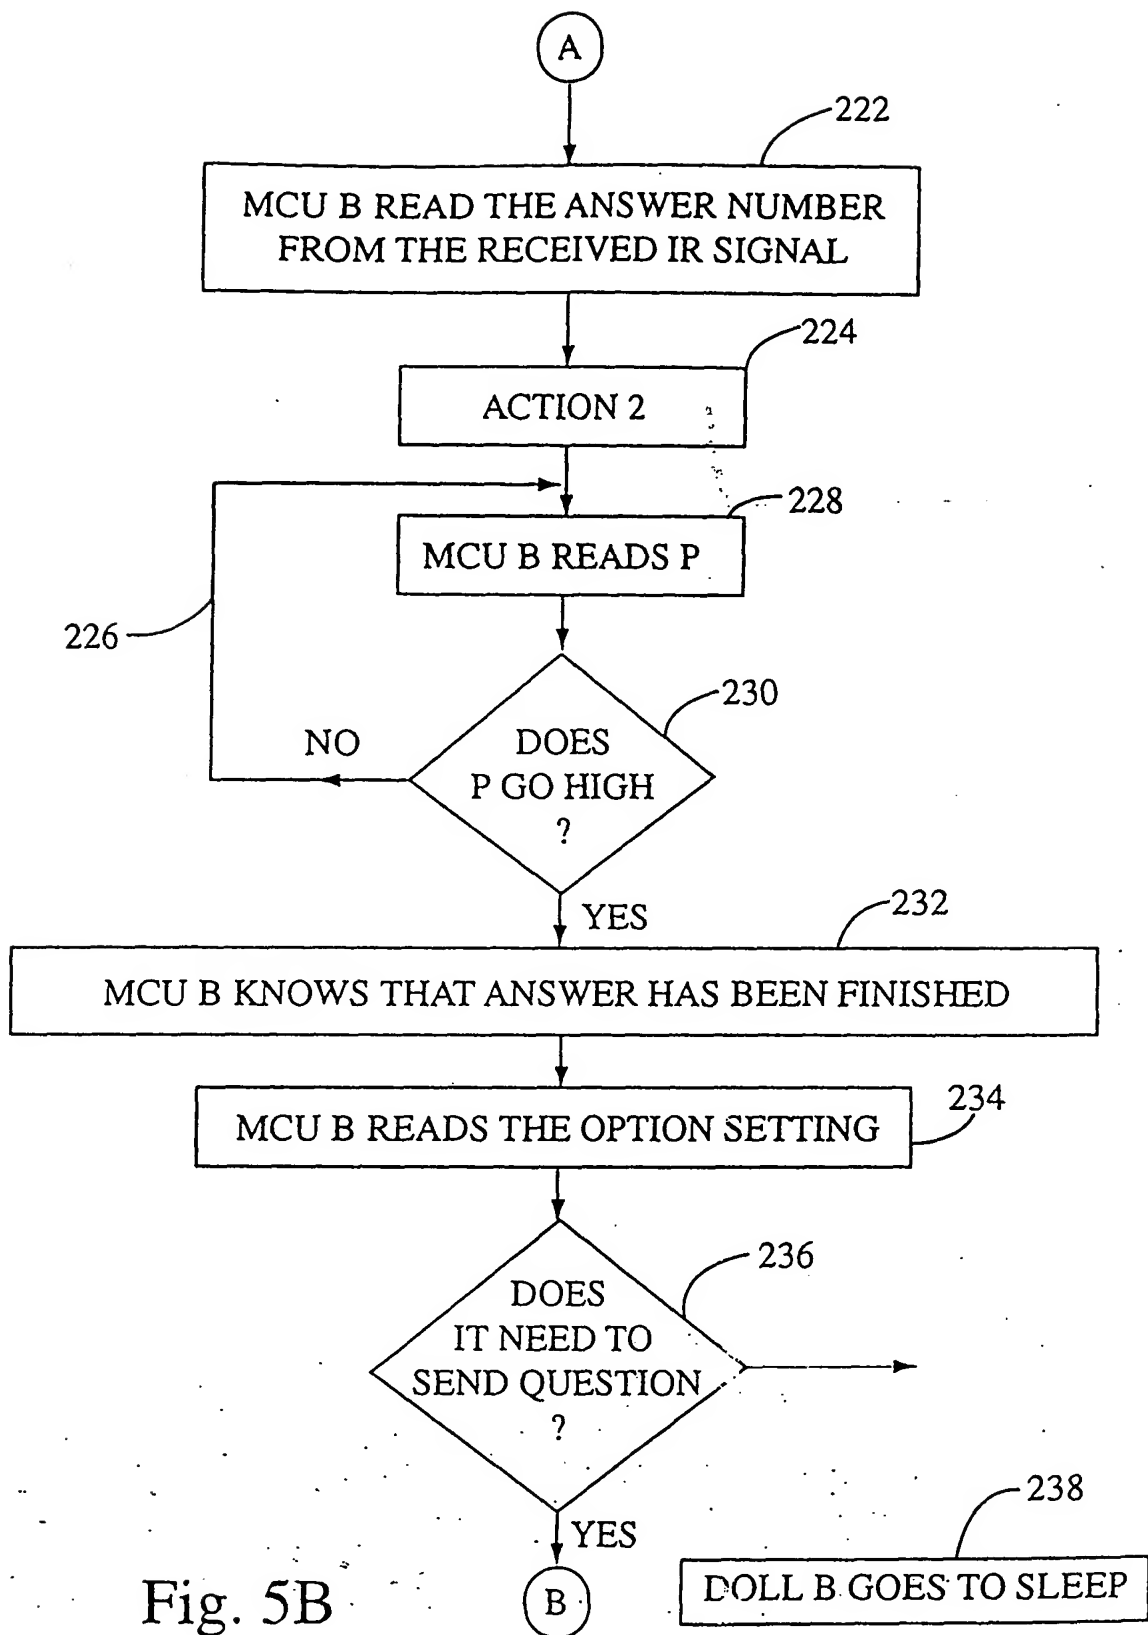 A
222
MCU B READ THE ANSWER NUMBER
FROM THE RECEIVED IR SIGNAL
224
ACTION 2
228
MCU B READS P
226
230
NO
DOES
P GO HIGH
?
YES
232
MCU B KNOWS THAT ANSWER HAS BEEN FINISHED
234
MCU B READS THE OPTION SETTING
236
DOES
IT NEED TO
SEND QUESTION
?
YES
238
B
DOLL B GOES TO SLEEP
Fig. 5B